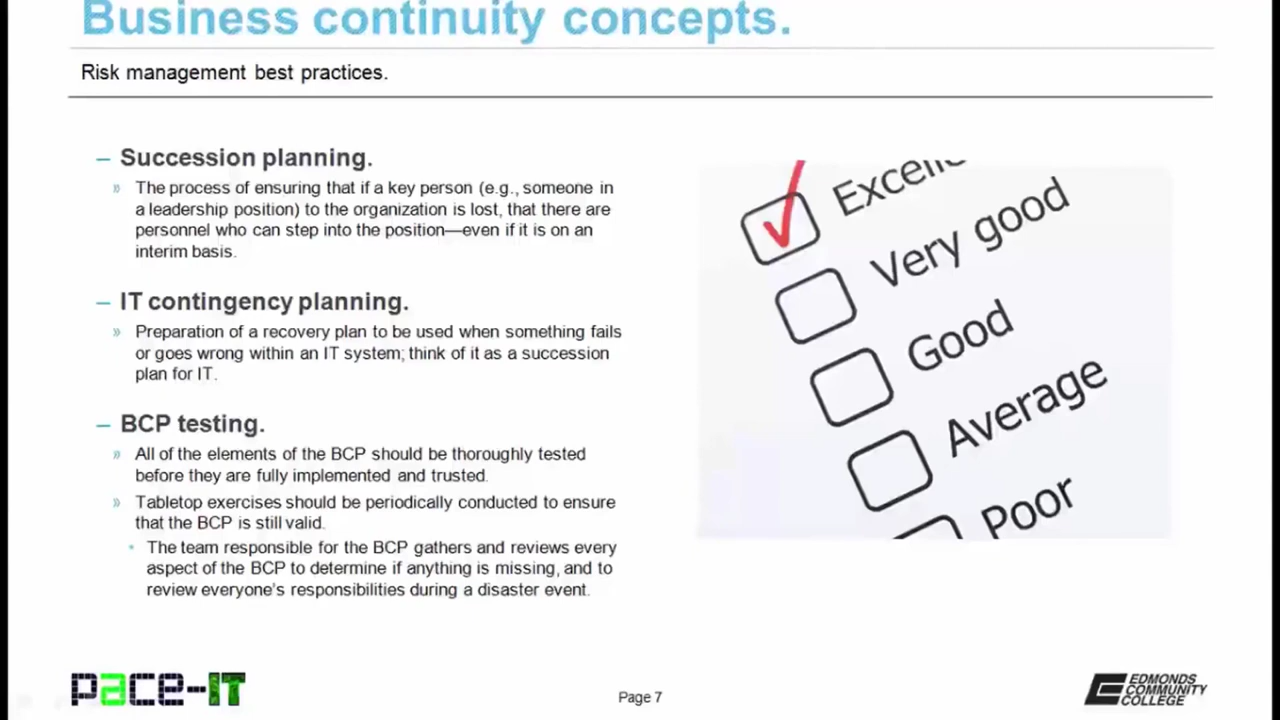 Business continuity concepts.
Risk management best practices.
– Succession planning.
» The process of ensuring that if a key person (e.g., someone in
a leadership position) to the organization is lost, that there are
personnel who can step into the position—even if it is on an
interim basis.
– IT contingency planning.
» Preparation of a recovery plan to be used when something fails
or goes wrong within an IT system; think of it as a succession
plan for IT.
– BCP testing.
» All of the elements of the BCP should be thoroughly tested
before they are fully implemented and trusted.
» Tabletop exercises should be periodically conducted to ensure
that the BCP is still valid.
• The team responsible for the BCP gathers and reviews every
aspect of the BCP to determine if anything is missing, and to
review everyone's responsibilities during a disaster event.
Very good
Good
Average
Poor
pace-IT
Page 7
EDMONDS
COMMUNITY
COLLEGE